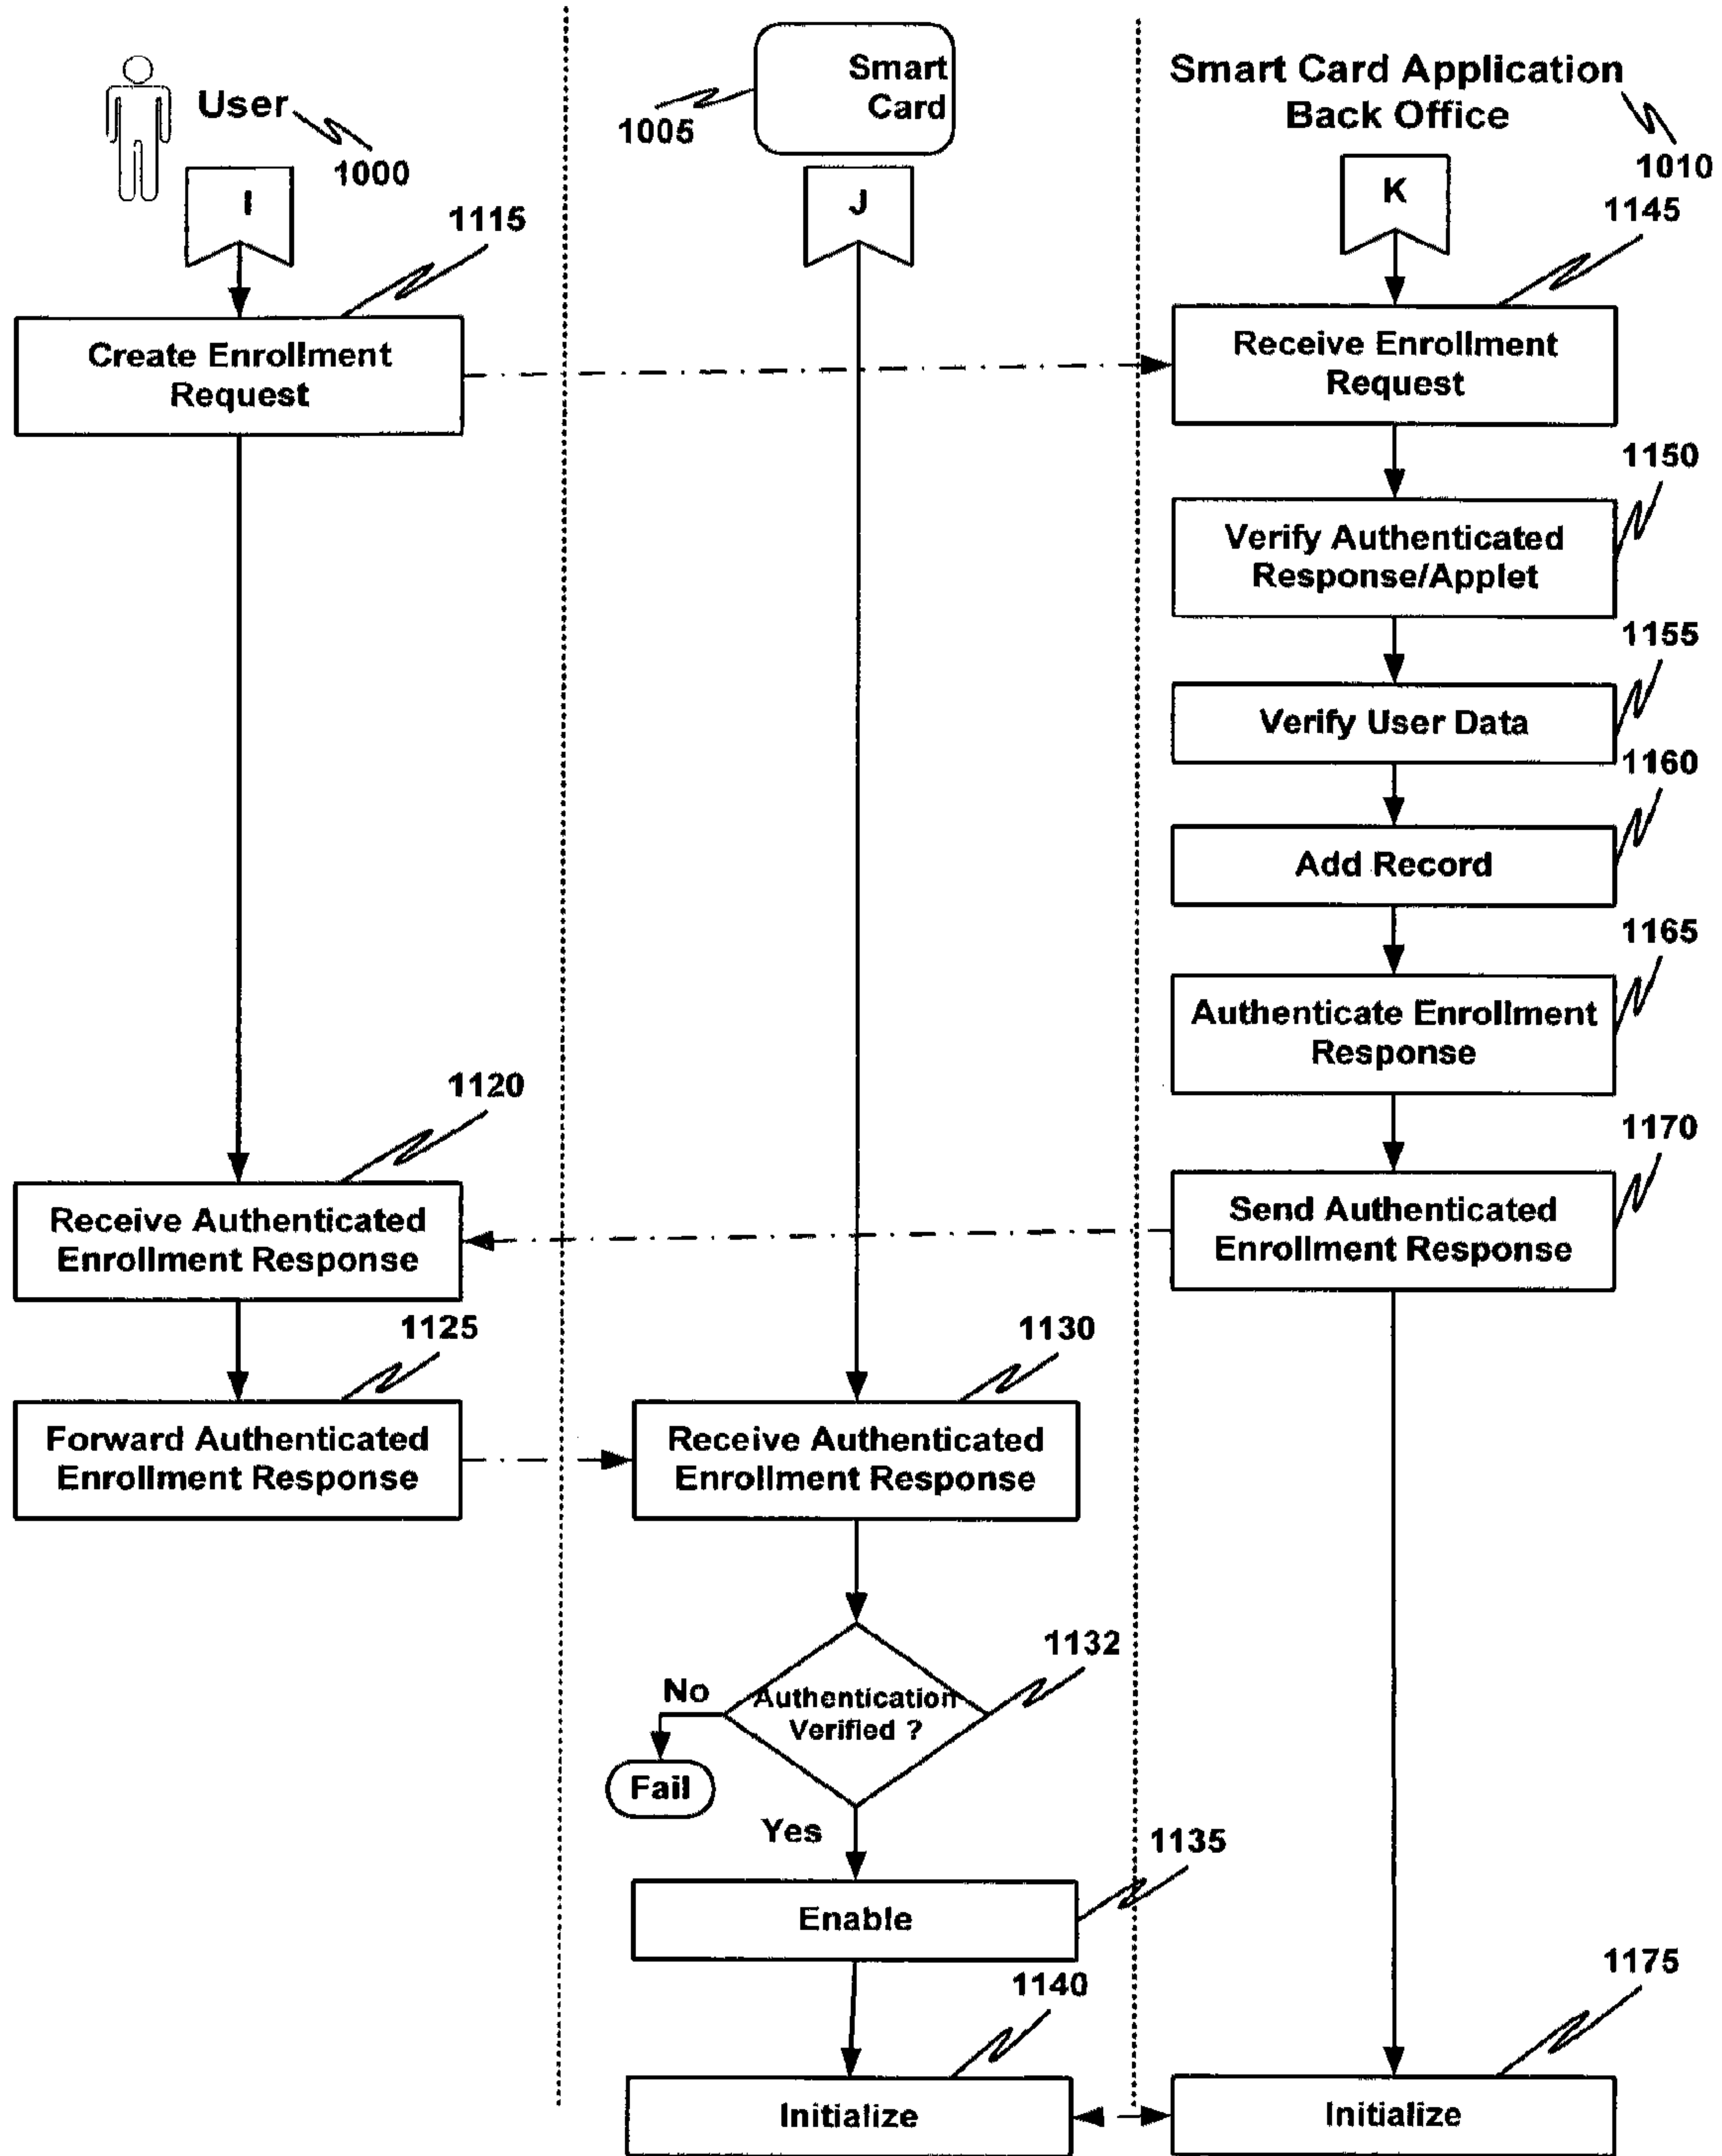 User
1000
Smart
Card
1005
Smart Card Application
Back Office
1010
I
J
K
1115
Create Enrollment
Request
1145
Receive Enrollment
Request
1150
Verify Authenticated
Response/Applet
1155
Verify User Data
1160
Add Record
1165
Authenticate Enrollment
Response
1120
Receive Authenticated
Enrollment Response
1170
Send Authenticated
Enrollment Response
1125
Forward Authenticated
Enrollment Response
1130
Receive Authenticated
Enrollment Response
1132
Authentication
Verified ?
No
Fail
Yes
1135
Enable
1140
Initialize
1175
Initialize